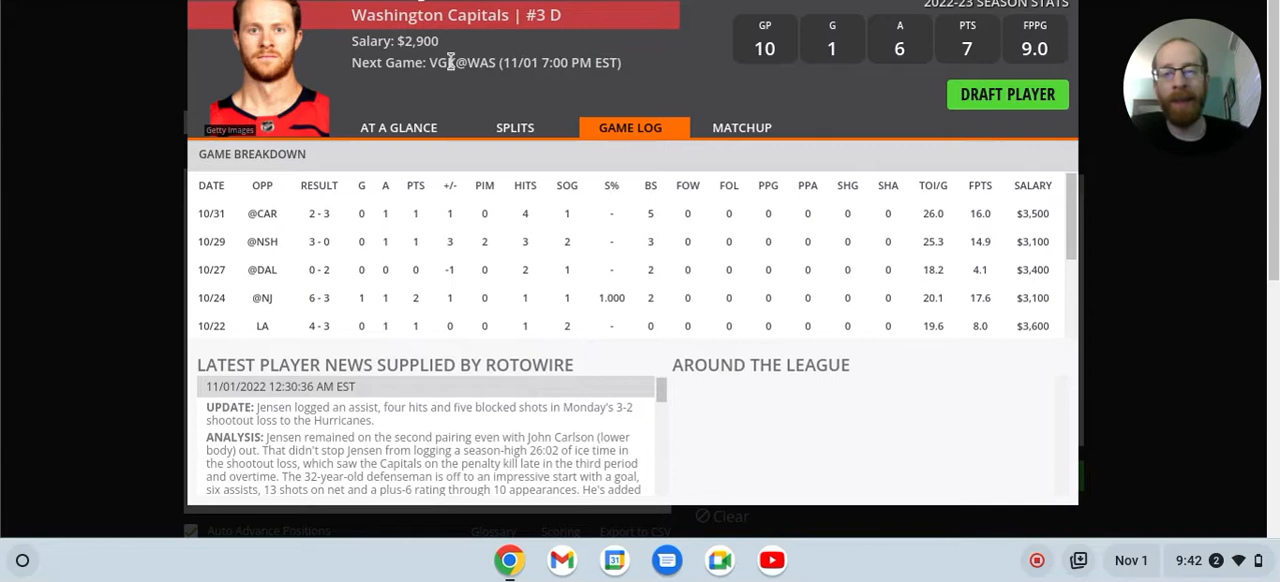 2022-23 SEASON STATS
Washington Capitals | #3 D
Salary: $2,900
Next Game: VGK@WAS (11/01 7:00 PM EST)
GP G A PTS FPPG
10 1 6 7 9.0
DRAFT PLAYER
Getty Images
AT A GLANCE SPLITS GAME LOG MATCHUP
GAME BREAKDOWN
DATE OPP RESULT G A PTS +/- PIM HITS SOG S% BS FOW FOL PPG PPA SHG SHA TOI/G FPTS SALARY
10/31 @CAR 2 - 3 0 1 1 1 0 4 1 - 5 0 0 0 0 0 0 26.0 16.0 $3,500
10/29 @NSH 3 - 0 0 1 1 3 2 3 2 - 3 0 0 0 0 0 0 25.3 14.9 $3,100
10/27 @DAL 0 - 2 0 0 0 -1 0 2 1 - 2 0 0 0 0 0 0 18.2 4.1 $3,400
10/24 @NJ 6 - 3 1 1 2 1 0 1 1 1.000 2 0 0 0 0 0 0 20.1 17.6 $3,100
10/22 LA 4 - 3 0 1 1 0 0 1 2 - 0 0 0 0 0 0 0 19.6 8.0 $3,600
LATEST PLAYER NEWS SUPPLIED BY ROTOWIRE
AROUND THE LEAGUE
11/01/2022 12:30:36 AM EST
UPDATE: Jensen logged an assist, four hits and five blocked shots in Monday's 3-2
shootout loss to the Hurricanes.
ANALYSIS: Jensen remained on the second pairing even with John Carlson (lower
body) out. That didn't stop Jensen from logging a season-high 26:02 of ice time in
the shootout loss, which saw the Capitals on the penalty kill late in the third period
and overtime. The 32-year-old defenseman is off to an impressive start with a goal,
six assists, 13 shots on net and a plus-6 rating through 10 appearances. He's added
Clear
Auto Advance Positions Glossary Scoring Export to CSV
31
Nov 1 9:42 2